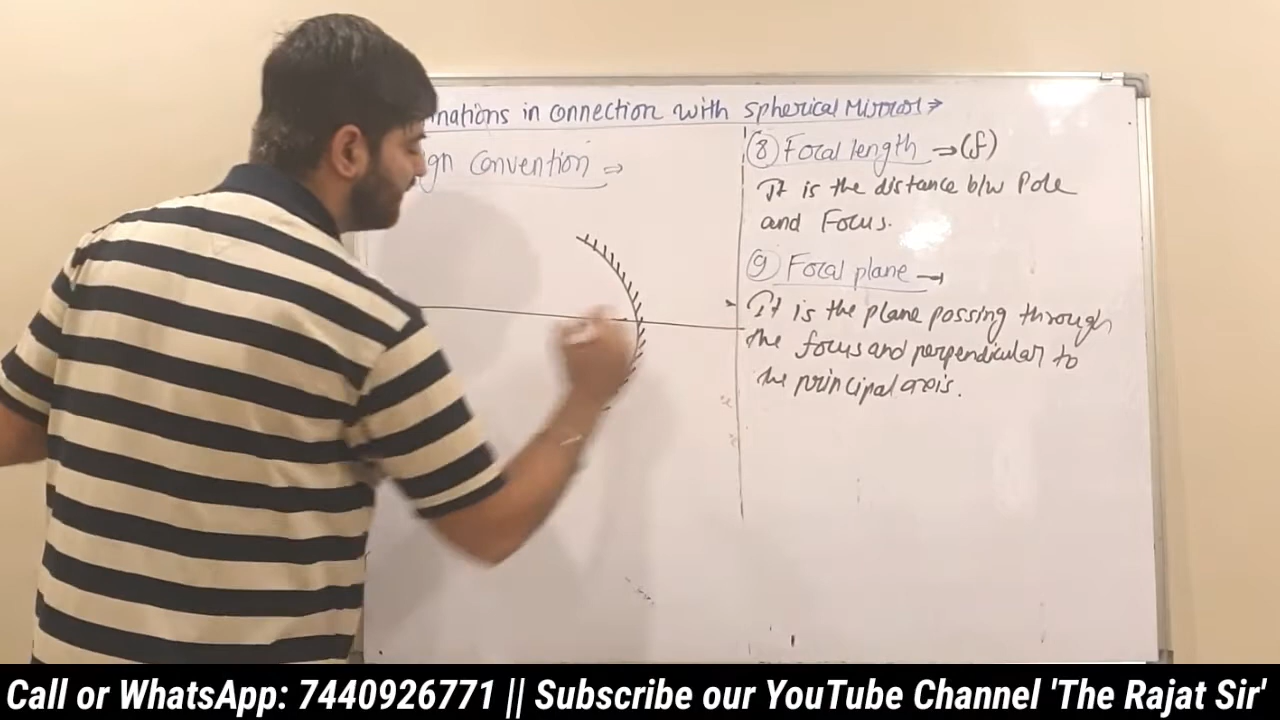 nations in connection with spherical Mirror →
gn convention →
⑧ Focal length → (f)
It is the distance b/w Pole
and Focus.
⑨ Focal plane →
It is the plane possing through
the focus and perpendicular to
the principal axis.
Call or WhatsApp: 7440926771 || Subscribe our YouTube Channel 'The Rajat Sir'